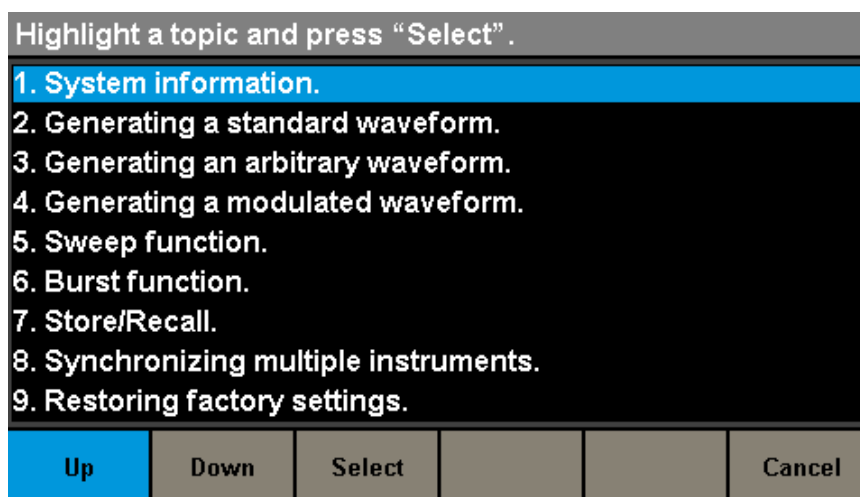 Highlight a topic and press “Select”.
1. System information.
2. Generating a standard waveform.
3. Generating an arbitrary waveform.
4. Generating a modulated waveform.
5. Sweep function.
6. Burst function.
7. Store/Recall.
8. Synchronizing multiple instruments.
9. Restoring factory settings.
Up Down Select Cancel